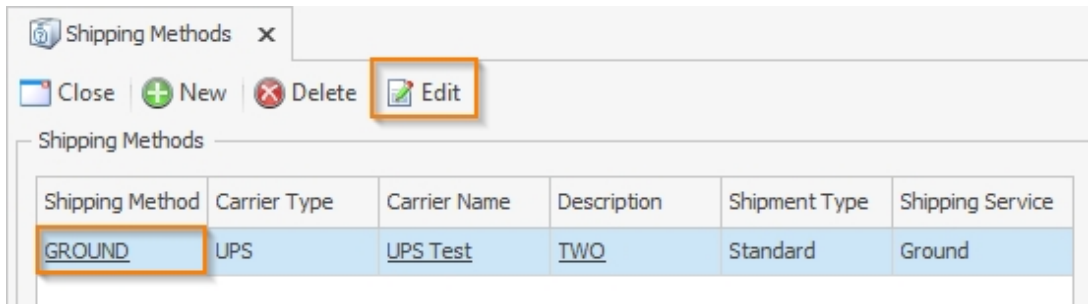 Shipping Methods x
Close New Delete Edit
Shipping Methods
Shipping Method Carrier Type Carrier Name Description Shipment Type Shipping Service
GROUND UPS UPS Test TWO Standard Ground